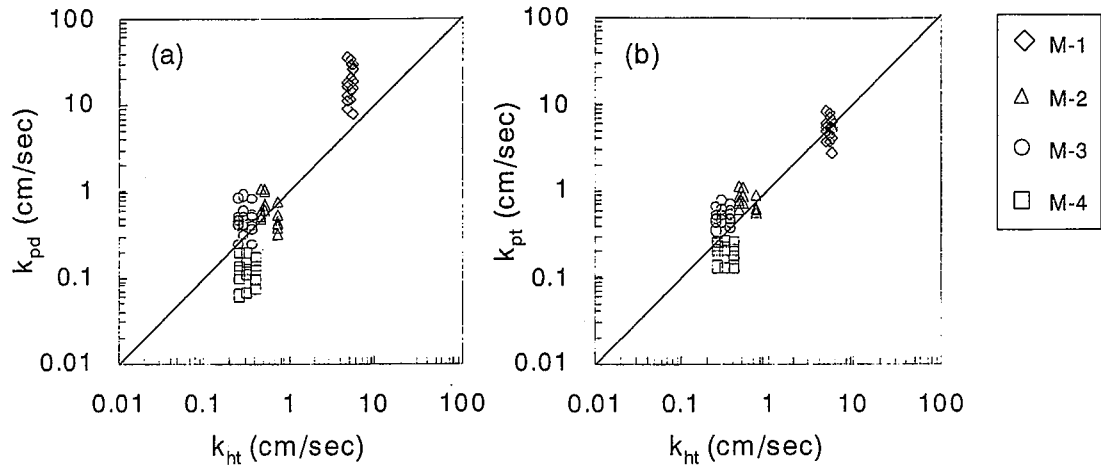 (a)
100
10
1
0.1
0.01
k_pd (cm/sec)
0.01 0.1 1 10 100
k_ht (cm/sec)
(b)
100
10
1
0.1
0.01
k_pt (cm/sec)
0.01 0.1 1 10 100
k_ht (cm/sec)
M-1
M-2
M-3
M-4